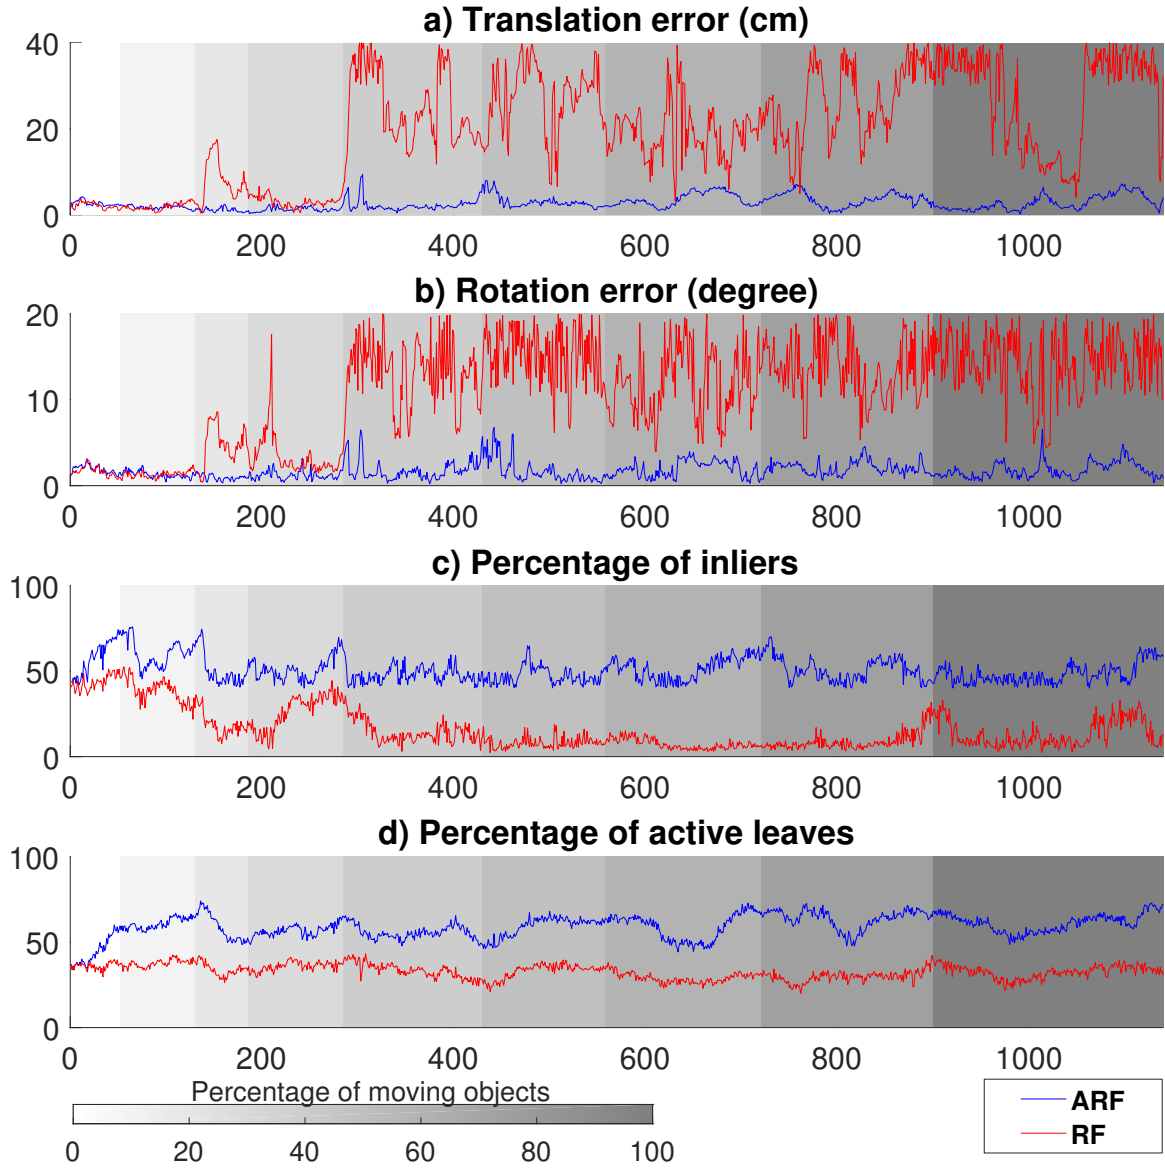 a) Translation error (cm)
40
20
0
0 200 400 600 800 1000
b) Rotation error (degree)
20
10
0
0 200 400 600 800 1000
c) Percentage of inliers
100
50
0
0 200 400 600 800 1000
d) Percentage of active leaves
100
50
0
0 200 400 600 800 1000
Percentage of moving objects
0 20 40 60 80 100
ARF
RF